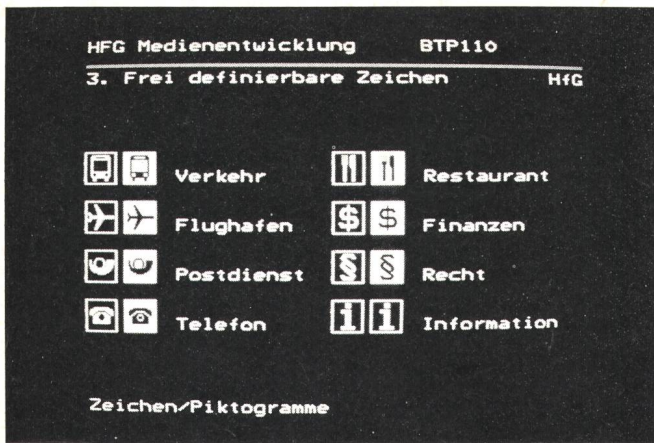 HFG Medienentwicklung BTP110
3. Frei definierbare Zeichen HfG
Verkehr Restaurant
Flughafen $ $ Finanzen
Postdienst § § Recht
Telefon i i Information
Zeichen/Piktogramme